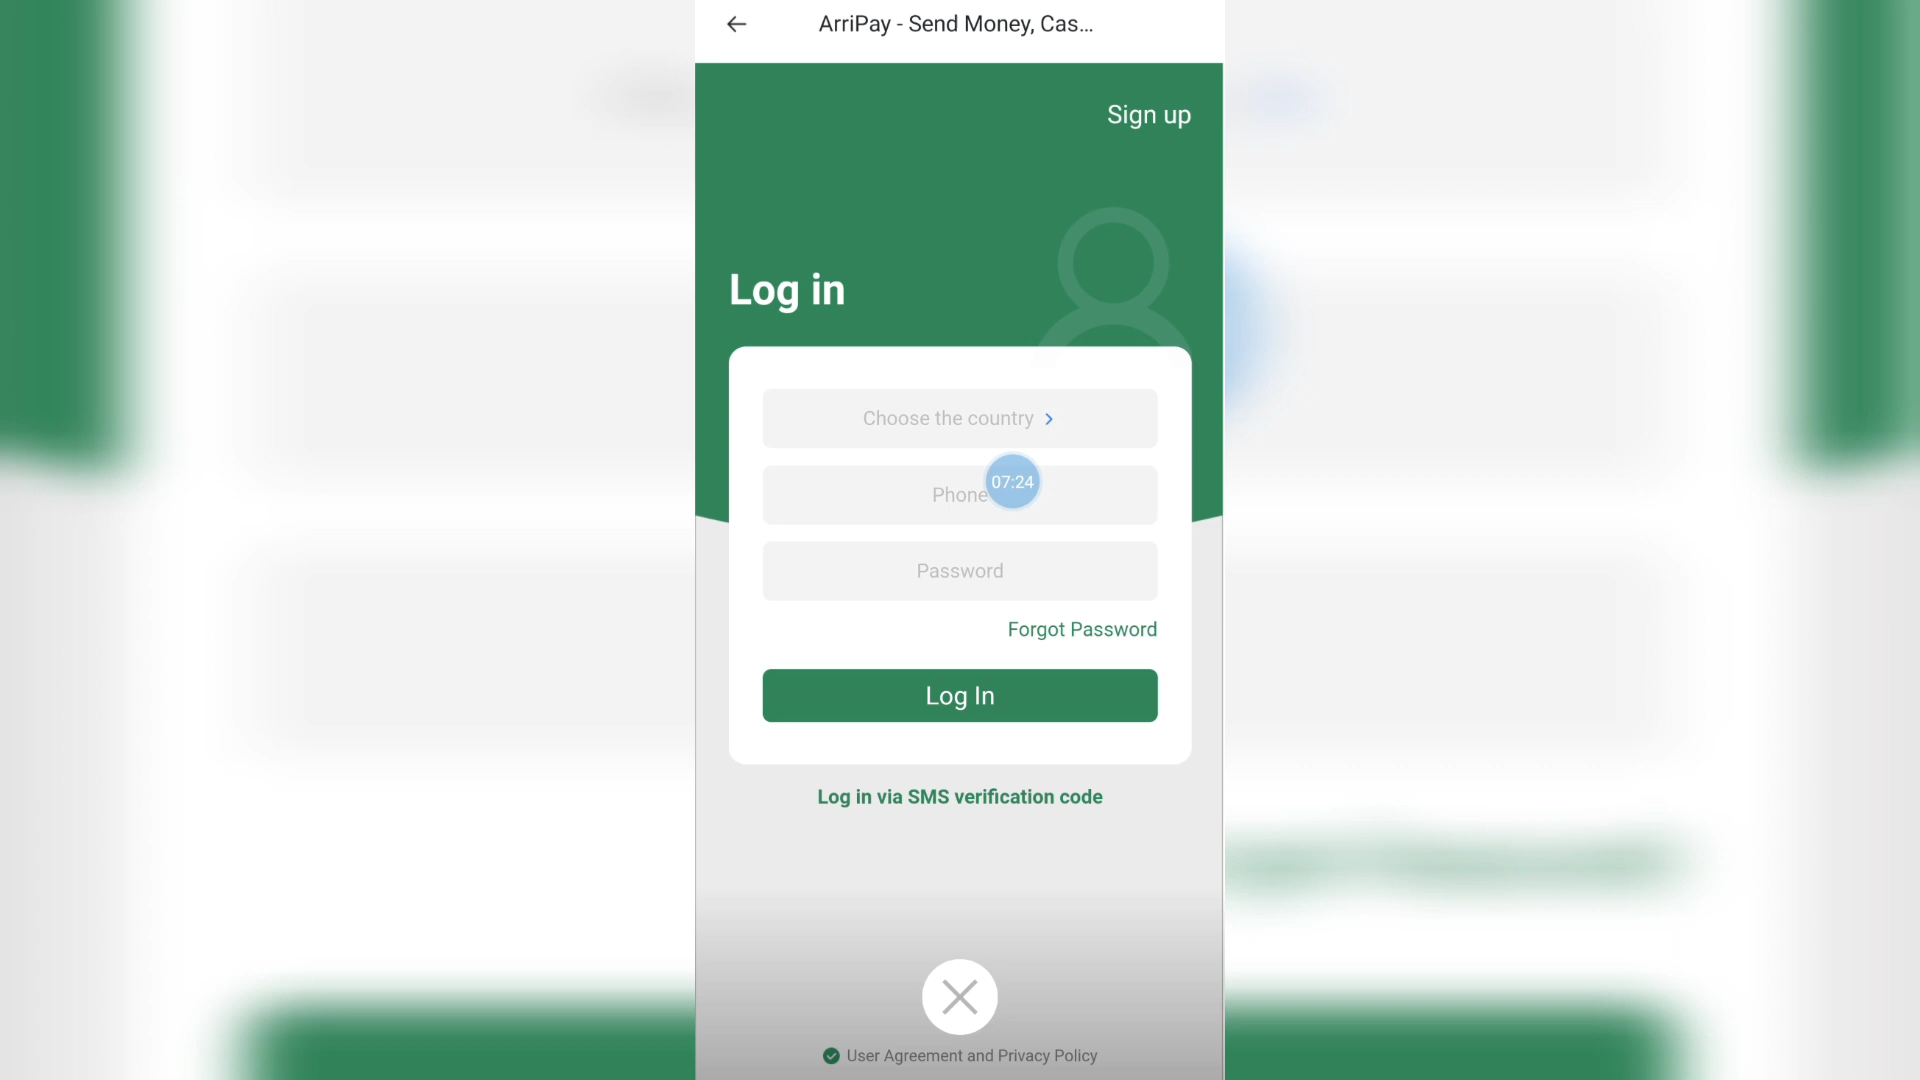 ArriPay - Send Money, Cas...
Sign up
Log in
Choose the country
07:24
Phone
Password
Forgot Password
Log In
Log in via SMS verification code
User Agreement and Privacy Policy